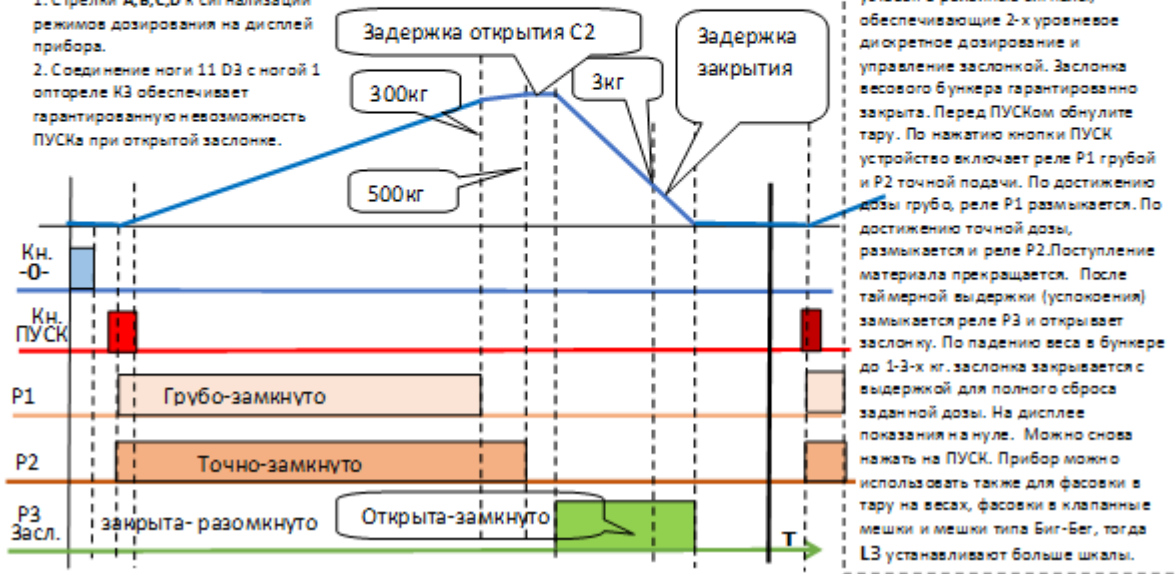 1. Стрелки А,В,С,D к сигнализации
режимов дозирования на дисплей
прибора.
2. Соединение ноги 11 D3 с ногой 1
оптореле К3 обеспечивает
гарантированную невозможность
ПУСКа при открытой заслонке.
Задержка открытия С2
Задержка
закрытия
300кг
3кг
500кг
Кн.
-0-
Кн.
ПУСК
Р1
Грубо-замкнуто
Р2
Точно-замкнуто
Р3
Засл.
закрыта- разомкнуто
Открыта-замкнуто
Т
обеспечивающие 2-х уровневое
дискретное дозирование и
управление заслонкой. Заслонка
весового бункера гарантированно
закрыта. Перед ПУСКом обнулите
тару. По нажатию кнопки ПУСК
устройство включает реле Р1 грубой
и Р2 точной подачи. По достижению
дозы грубо, реле Р1 размыкается. По
достижению точной дозы,
размыкается и реле Р2.Поступление
материала прекращается. После
таймерной выдержки (успокоения)
замыкается реле Р3 и открывает
заслонку. По падению веса в бункере
до 1-3-х кг. заслонка закрывается с
выдержкой для полного сброса
заданной дозы. На дисплее
показания на нуле. Можно снова
нажать на ПУСК. Прибор можно
использовать также для фасовки в
тару на весах, фасовки в клапанные
мешки и мешки типа Биг-Бег, тогда
L3 устанавливают больше шкалы.